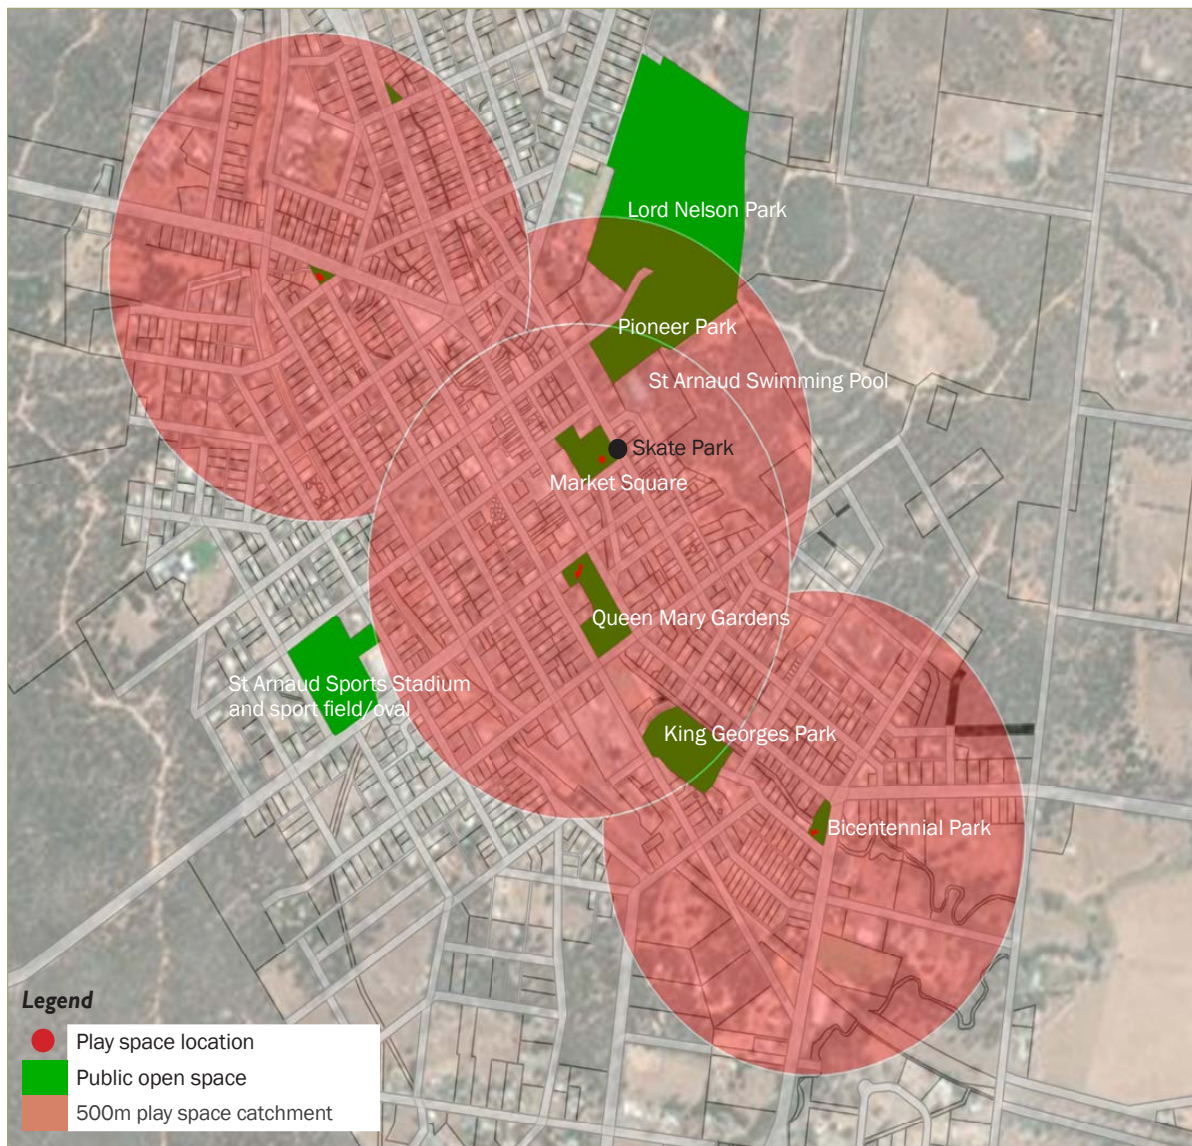 Lord Nelson Park
Pioneer Park
St Arnaud Swimming Pool
Skate Park
Market Square
Queen Mary Gardens
St Arnaud Sports Stadium
and sport field/oval
King Georges Park
Bicentennial Park
Legend
Play space location
Public open space
500m play space catchment